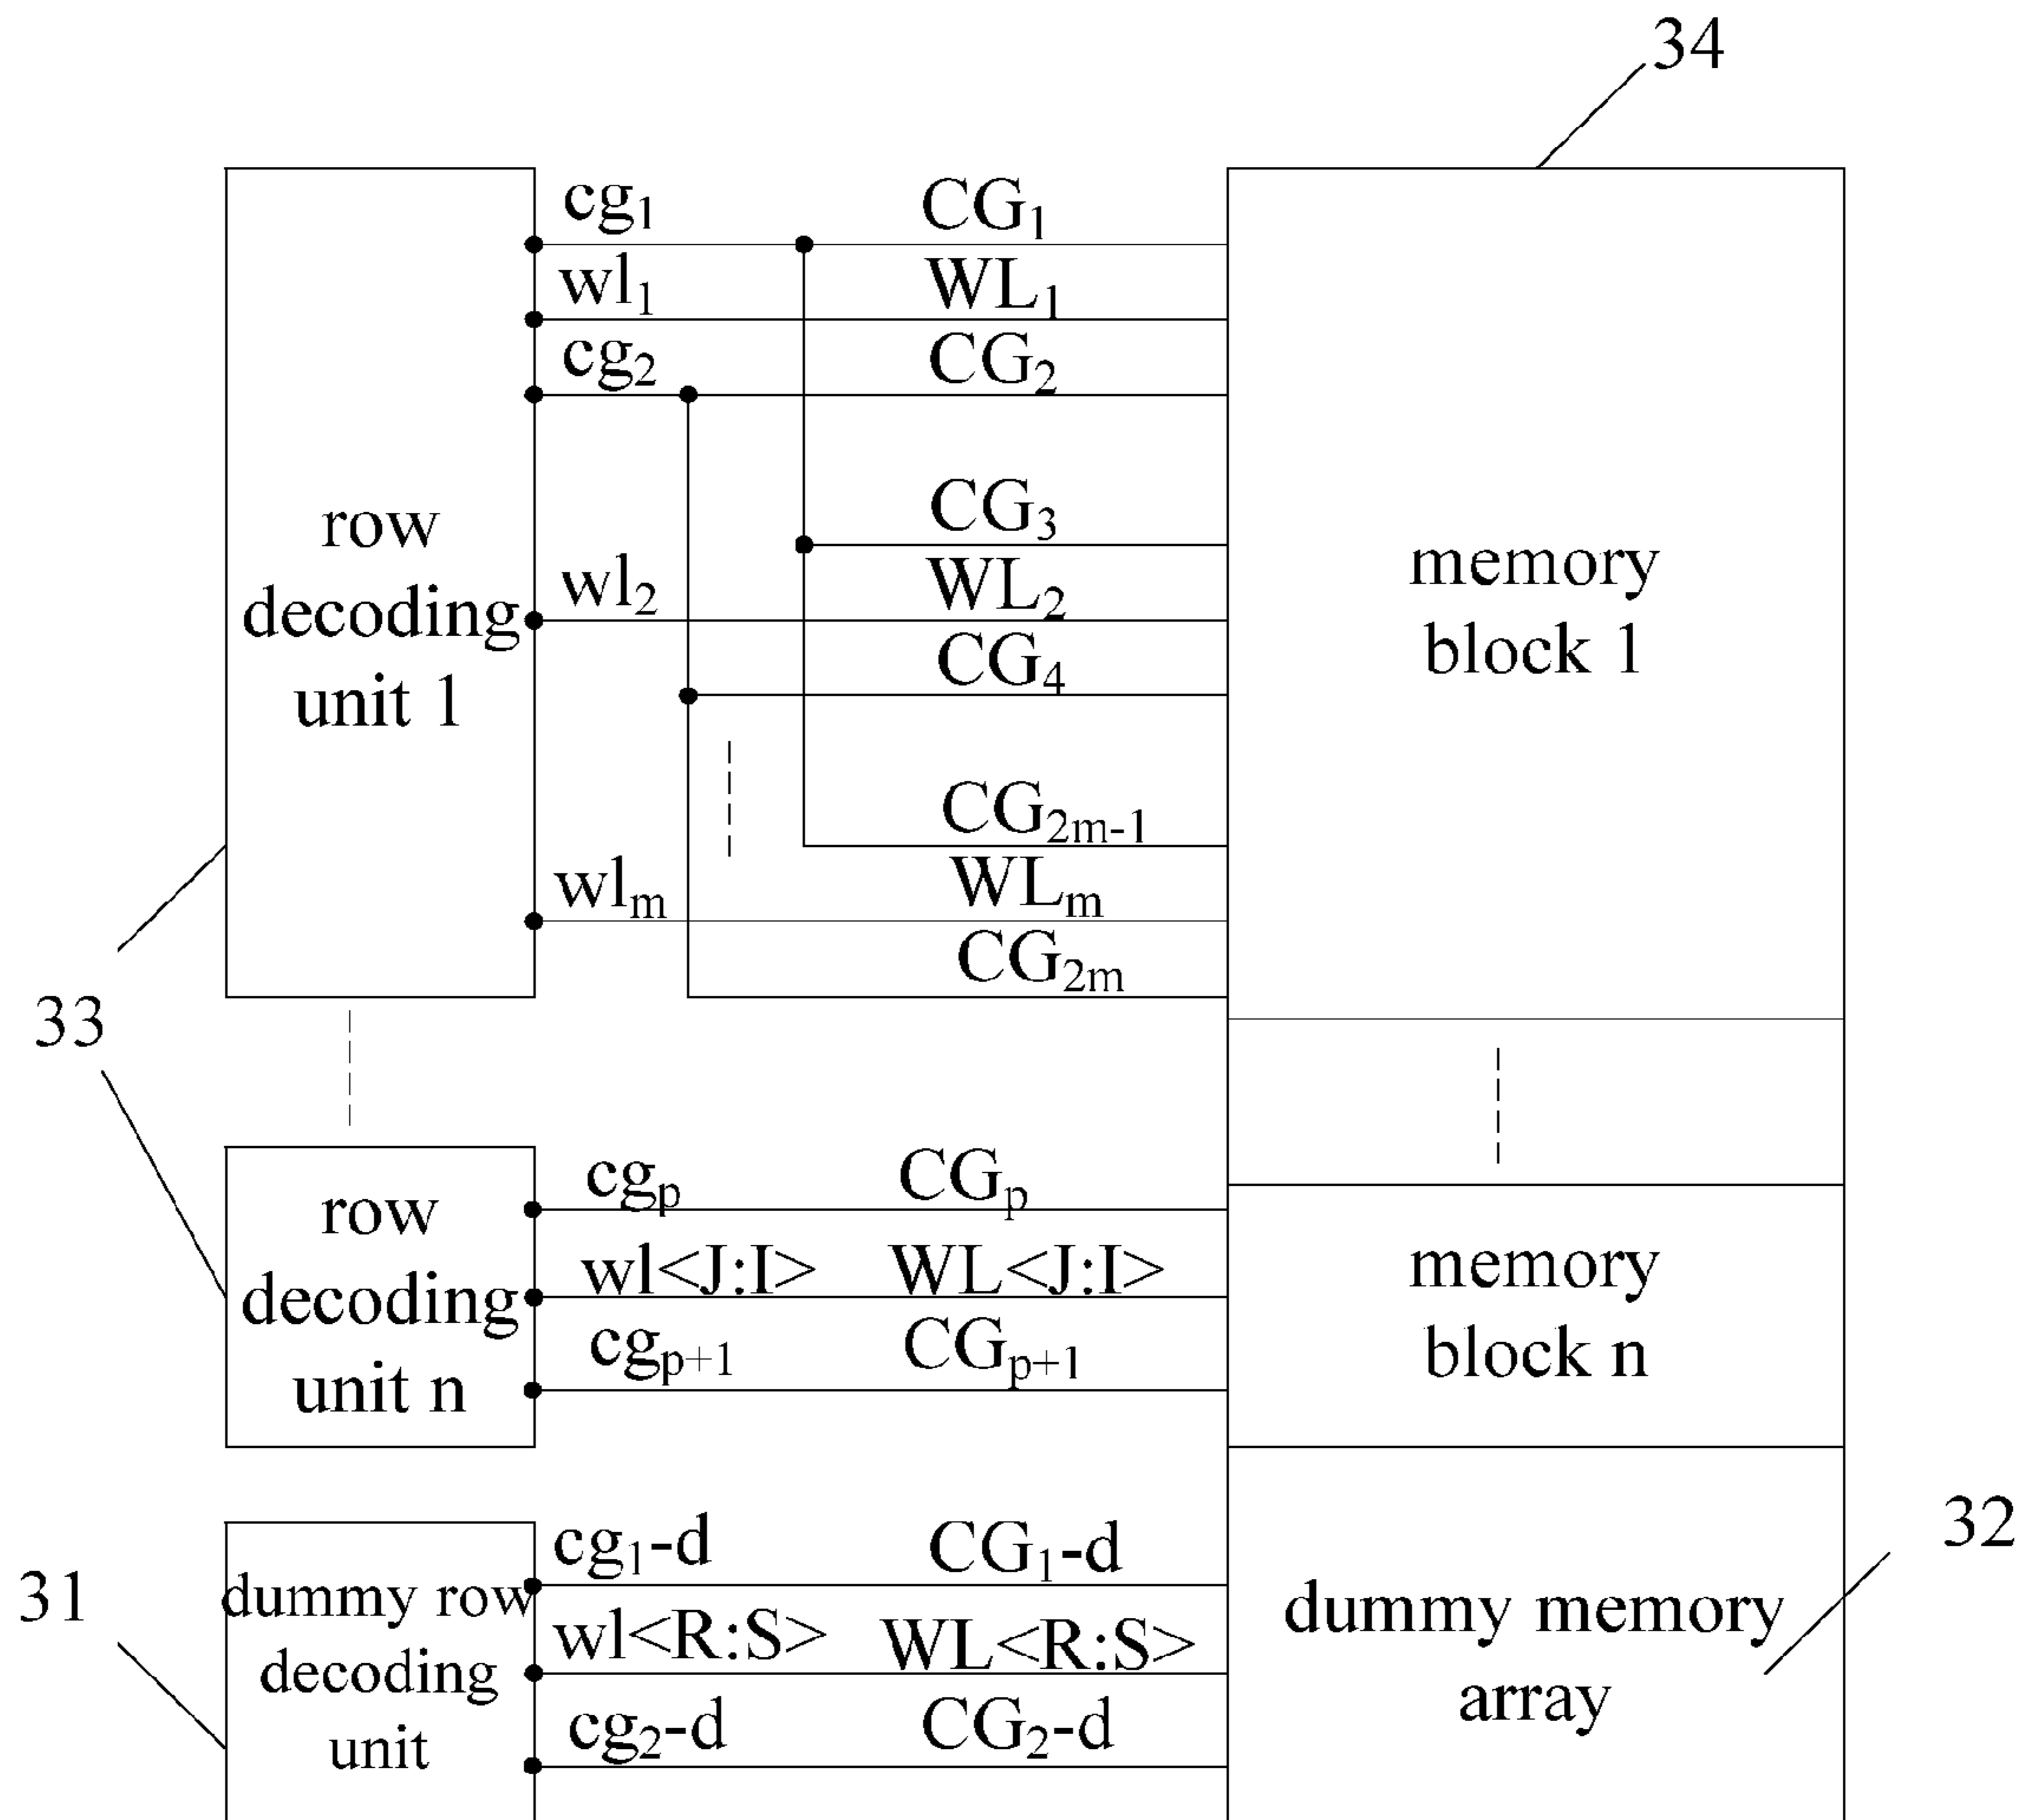 34
cg₁ CG₁
wl₁ WL₁
cg₂ CG₂
CG₃
wl₂ WL₂
CG₄
CG₂ₘ₋₁
wlₘ WLₘ
CG₂ₘ
row
decoding
unit 1
memory
block 1
33
cgₚ CGₚ
wl<J:I> WL<J:I>
cgₚ₊₁ CGₚ₊₁
row
decoding
unit n
memory
block n
cg₁-d CG₁-d
wl<R:S> WL<R:S>
cg₂-d CG₂-d
31
dummy row
decoding
unit
dummy memory
array
32